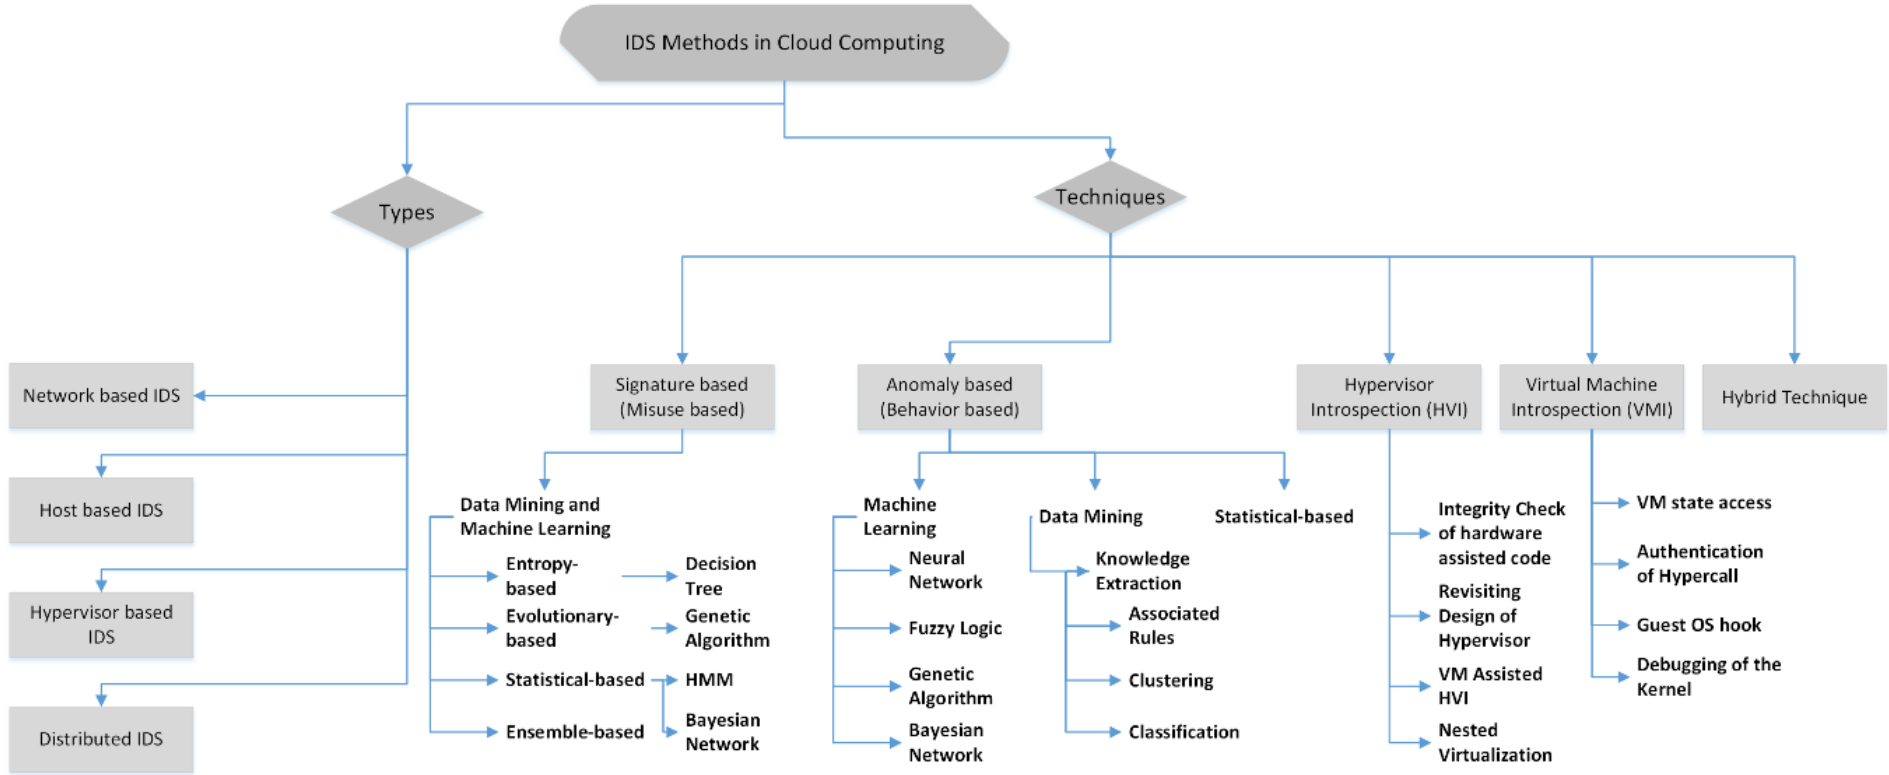 IDS Methods in Cloud Computing
Types
Techniques
Network based IDS
Host based IDS
Hypervisor based
IDS
Distributed IDS
Signature based
(Misuse based)
Data Mining and
Machine Learning
Entropy-
based
Decision
Tree
Evolutionary-
based
Genetic
Algorithm
Statistical-based
HMM
Ensemble-based
Bayesian
Network
Anomaly based
(Behavior based)
Machine
Learning
Neural
Network
Fuzzy Logic
Genetic
Algorithm
Bayesian
Network
Data Mining
Knowledge
Extraction
Associated
Rules
Clustering
Classification
Statistical-based
Hypervisor
Introspection (HVI)
Integrity Check
of hardware
assisted code
Revisiting
Design of
Hypervisor
VM Assisted
HVI
Nested
Virtualization
Virtual Machine
Introspection (VMI)
VM state access
Authentication
of Hypercall
Guest OS hook
Debugging of the
Kernel
Hybrid Technique